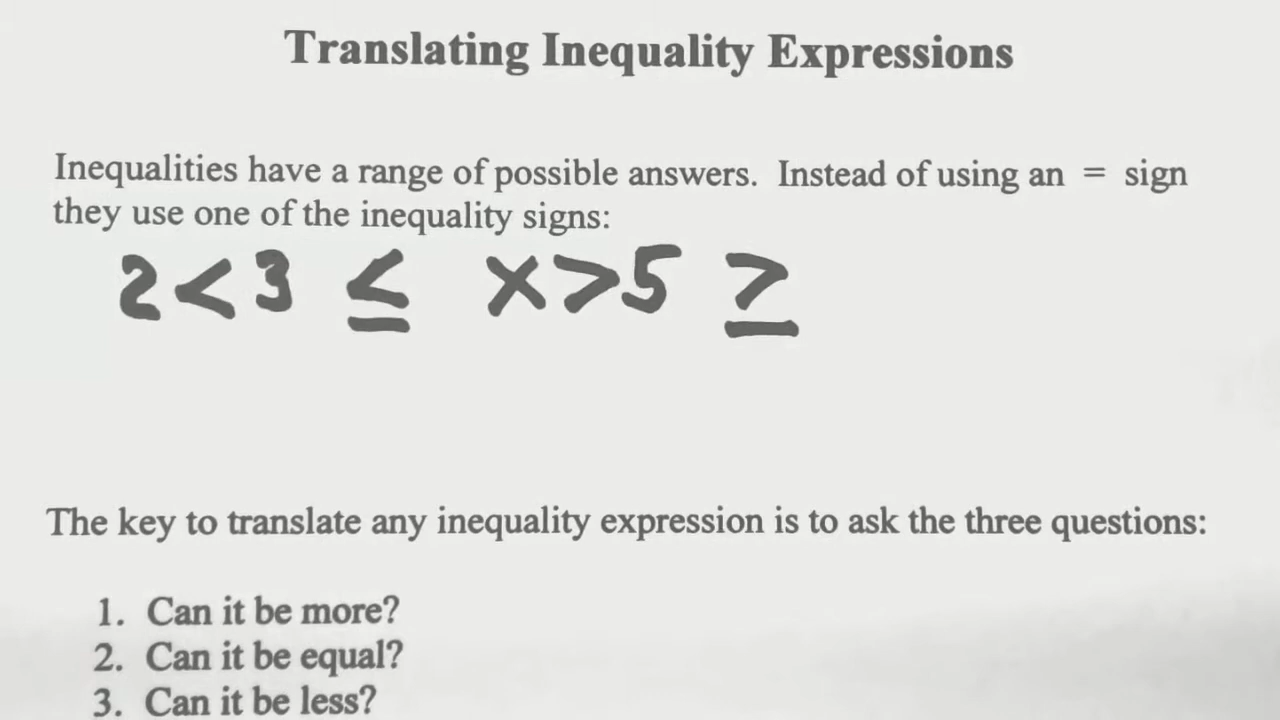 Translating Inequality Expressions
Inequalities have a range of possible answers. Instead of using an = sign
they use one of the inequality signs:
2<3 ≤ x>5 ≥
The key to translate any inequality expression is to ask the three questions:
1. Can it be more?
2. Can it be equal?
3. Can it be less?